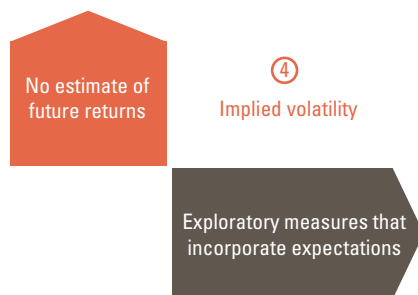 No estimate of
future returns
4
Implied volatility
Exploratory measures that
incorporate expectations